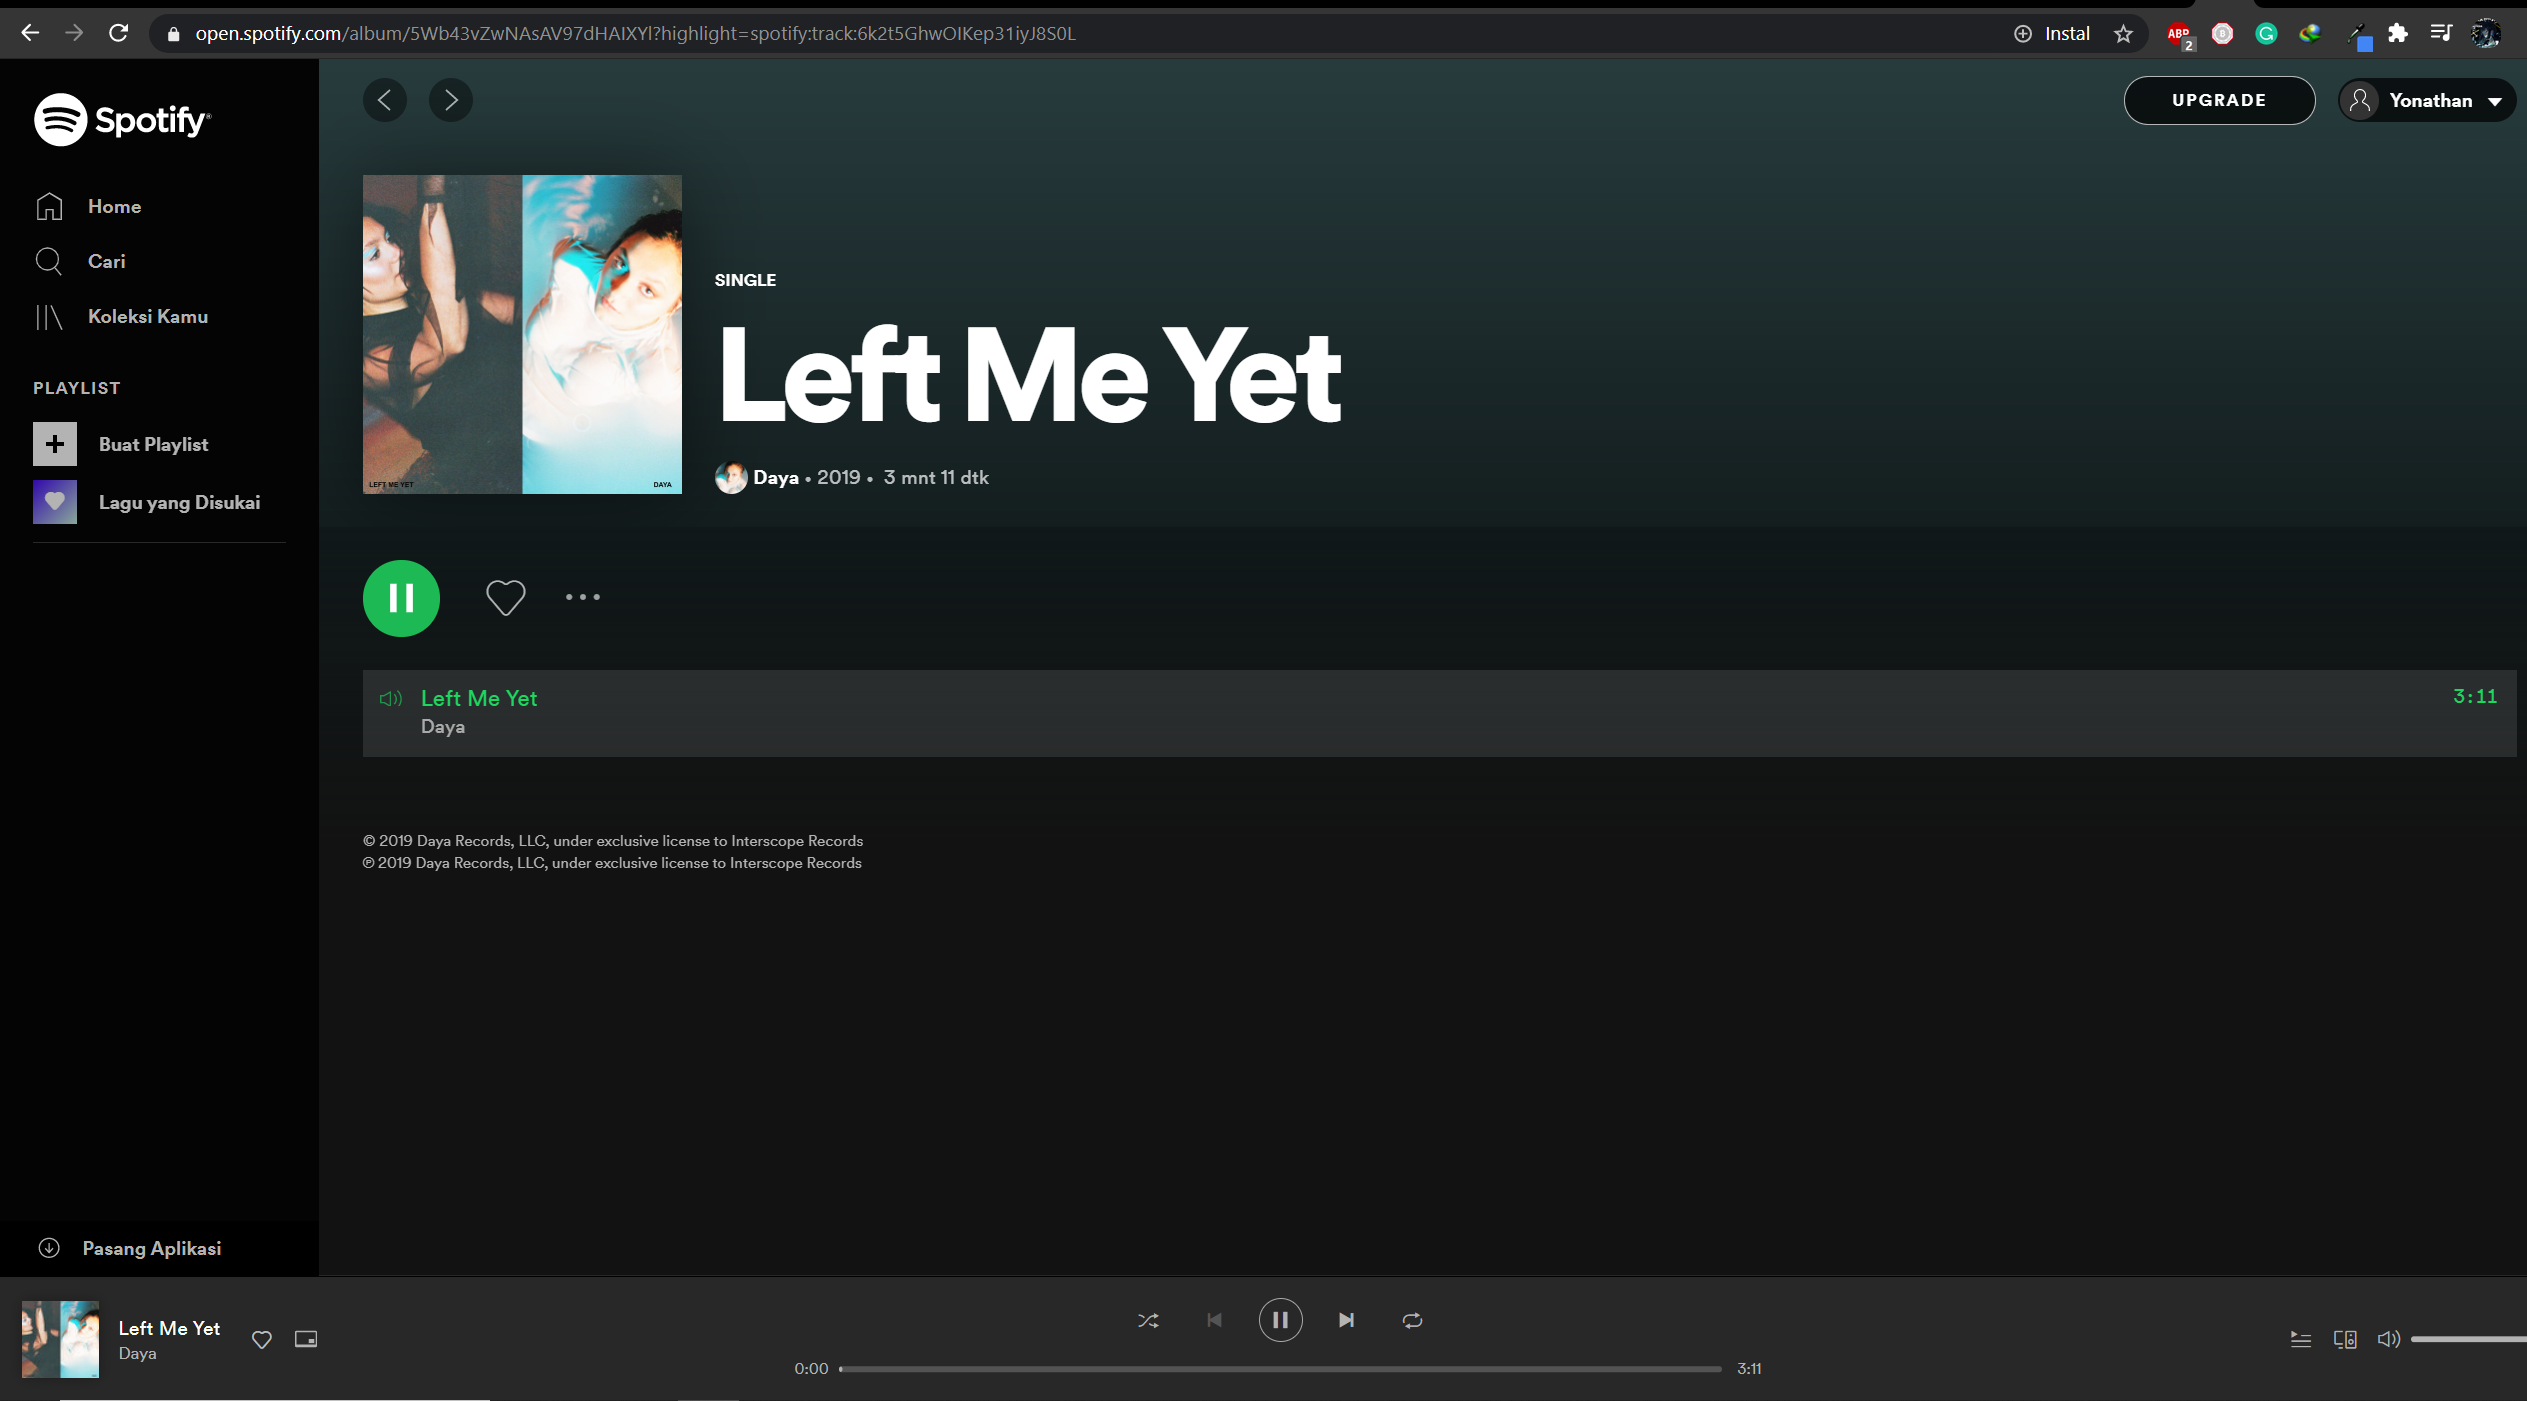 open.spotify.com/album/5Wb43vZwNAsAV97dHAIXYl?highlight=spotify:track:6k2t5GhwOIKep31iyJ8S0L
Instal
ABP
2
Spotify
Home
Cari
Koleksi Kamu
PLAYLIST
Buat Playlist
Lagu yang Disukai
Pasang Aplikasi
UPGRADE
Yonathan
LEFT ME YET
DAYA
SINGLE
Left Me Yet
Daya • 2019 • 3 mnt 11 dtk
Left Me Yet
3:11
Daya
© 2019 Daya Records, LLC, under exclusive license to Interscope Records
℗ 2019 Daya Records, LLC, under exclusive license to Interscope Records
Left Me Yet
Daya
0:00
3:11